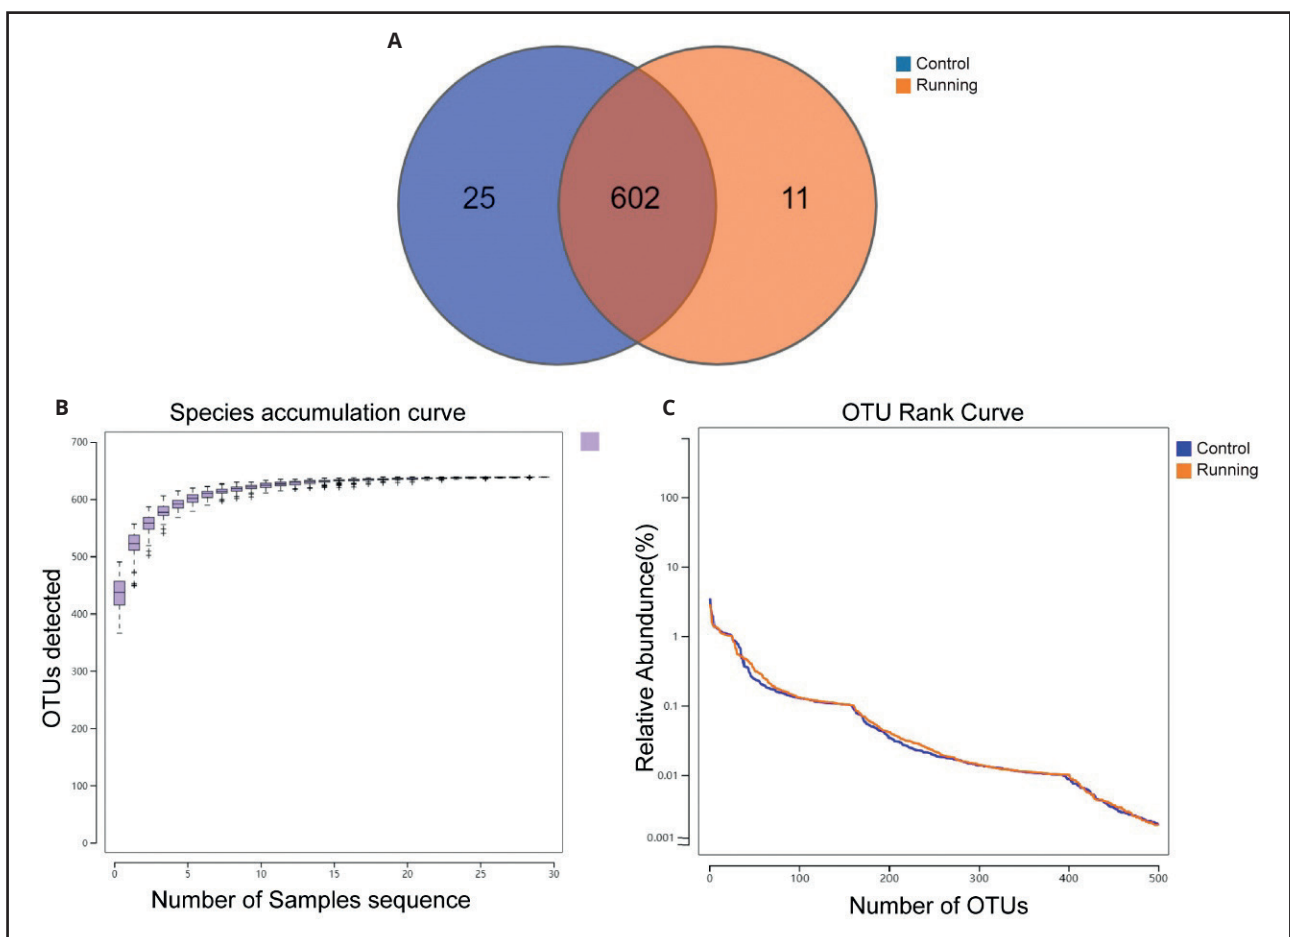 A
Control
Running
25
602
11
B
Species accumulation curve
OTUs detected
700
600
500
400
300
200
100
0
0 5 10 15 20 25 30
Number of Samples sequence
C
OTU Rank Curve
Control
Running
Relative Abundunce(%)
100
10
1
0.1
0.01
0.001
0 100 200 300 400 500
Number of OTUs